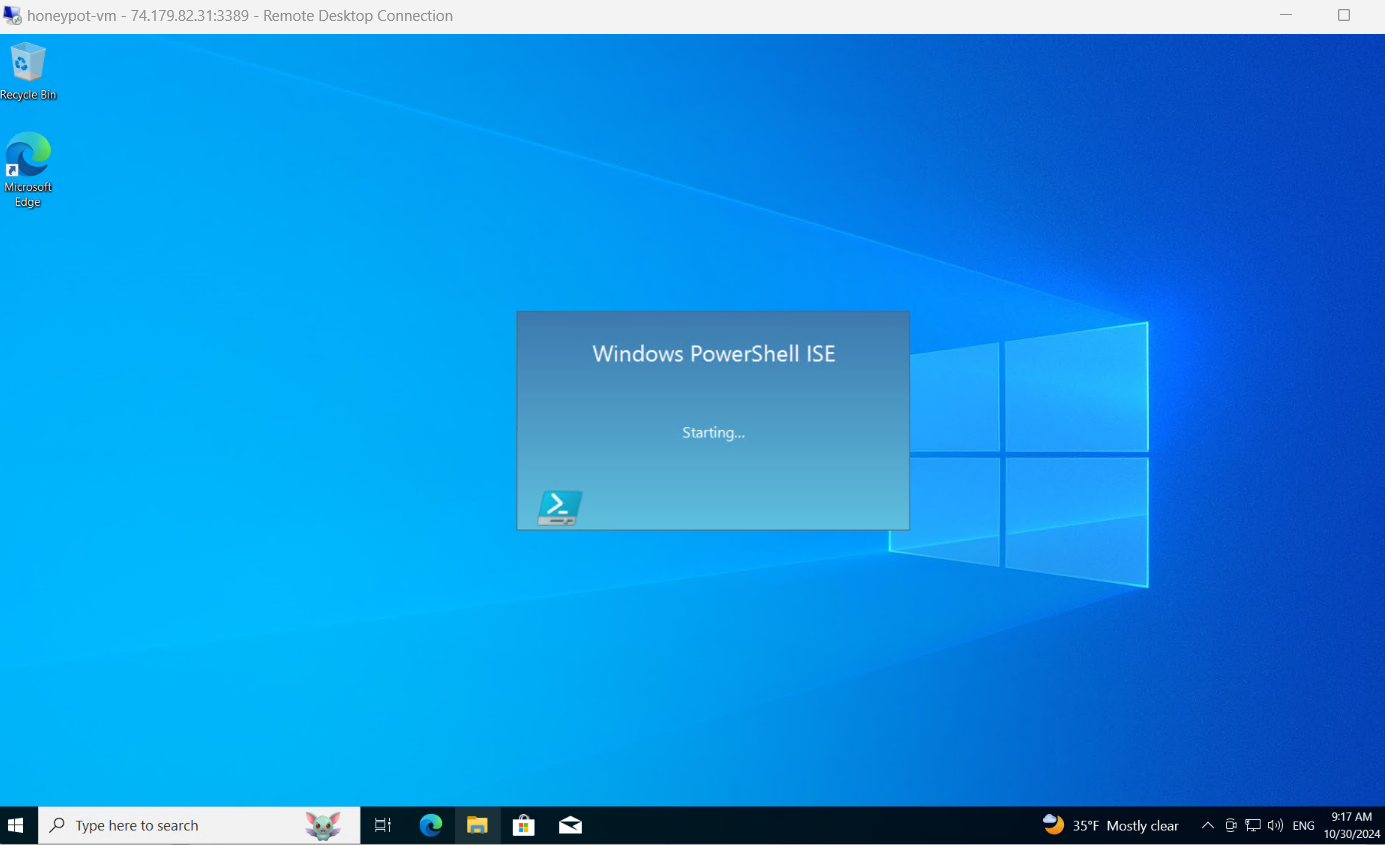 honeypot-vm - 74.179.82.31:3389 - Remote Desktop Connection
Recycle Bin
Microsoft
Edge
Windows PowerShell ISE
Starting...
Type here to search
35°F Mostly clear
ENG
9:17 AM
10/30/2024